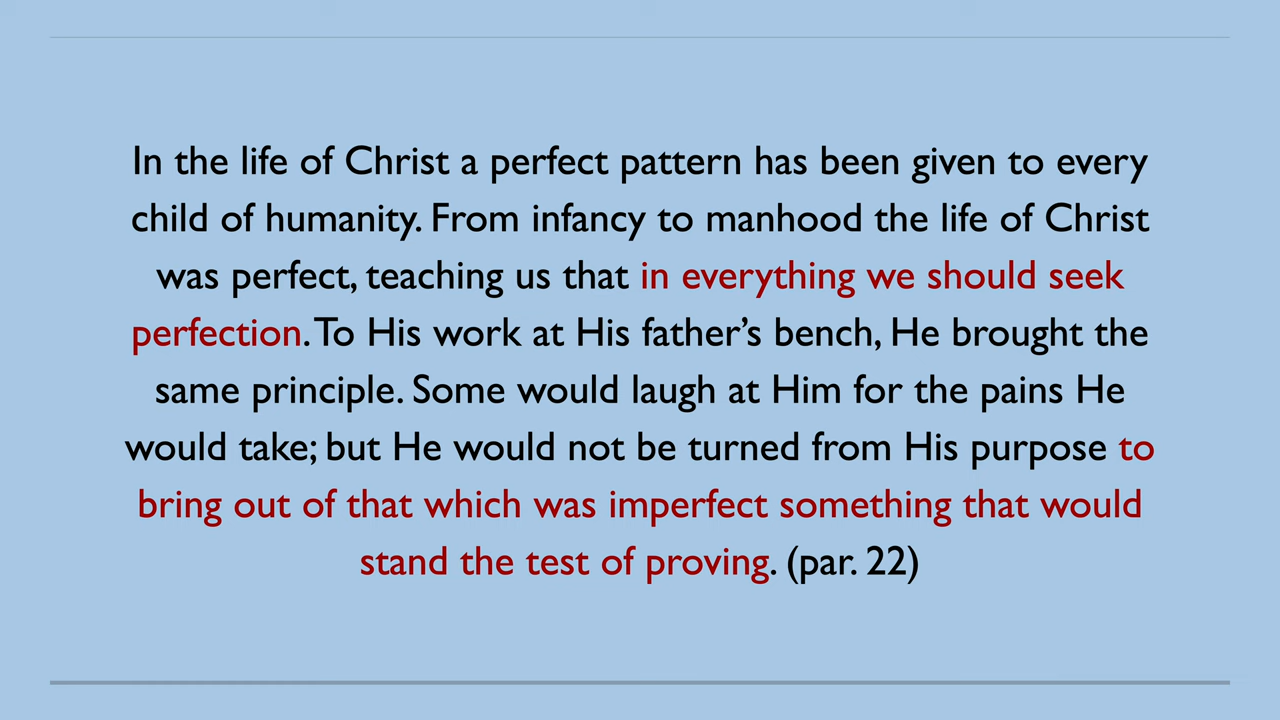 In the life of Christ a perfect pattern has been given to every
child of humanity. From infancy to manhood the life of Christ
was perfect, teaching us that in everything we should seek
perfection. To His work at His father’s bench, He brought the
same principle. Some would laugh at Him for the pains He
would take; but He would not be turned from His purpose to
bring out of that which was imperfect something that would
stand the test of proving. (par. 22)